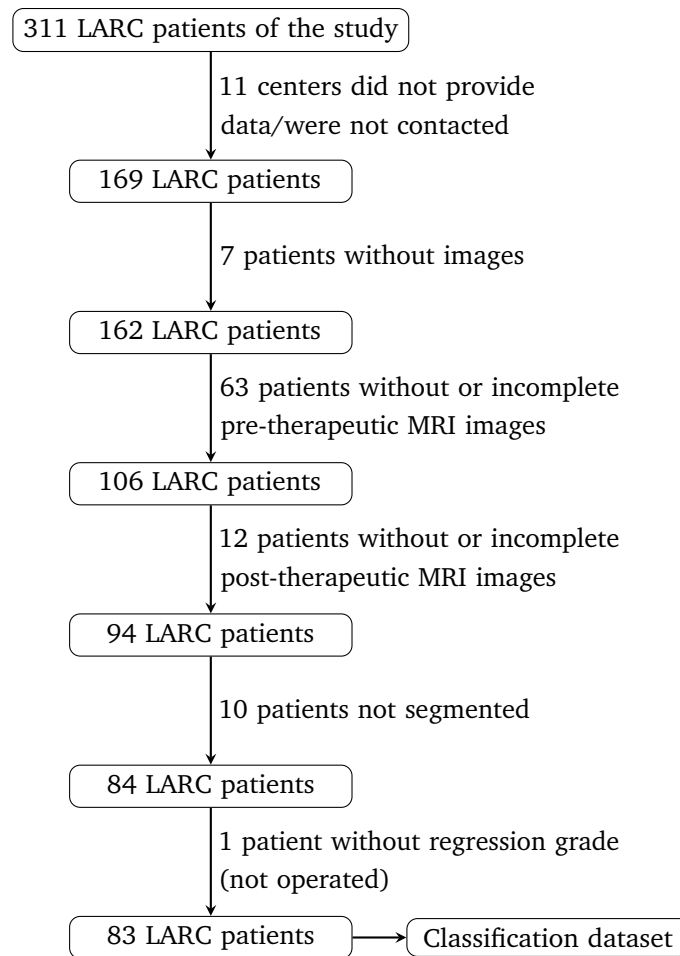 311 LARC patients of the study
11 centers did not provide
data/were not contacted
169 LARC patients
7 patients without images
162 LARC patients
63 patients without or incomplete
pre-therapeutic MRI images
106 LARC patients
12 patients without or incomplete
post-therapeutic MRI images
94 LARC patients
10 patients not segmented
84 LARC patients
1 patient without regression grade
(not operated)
83 LARC patients
Classification dataset